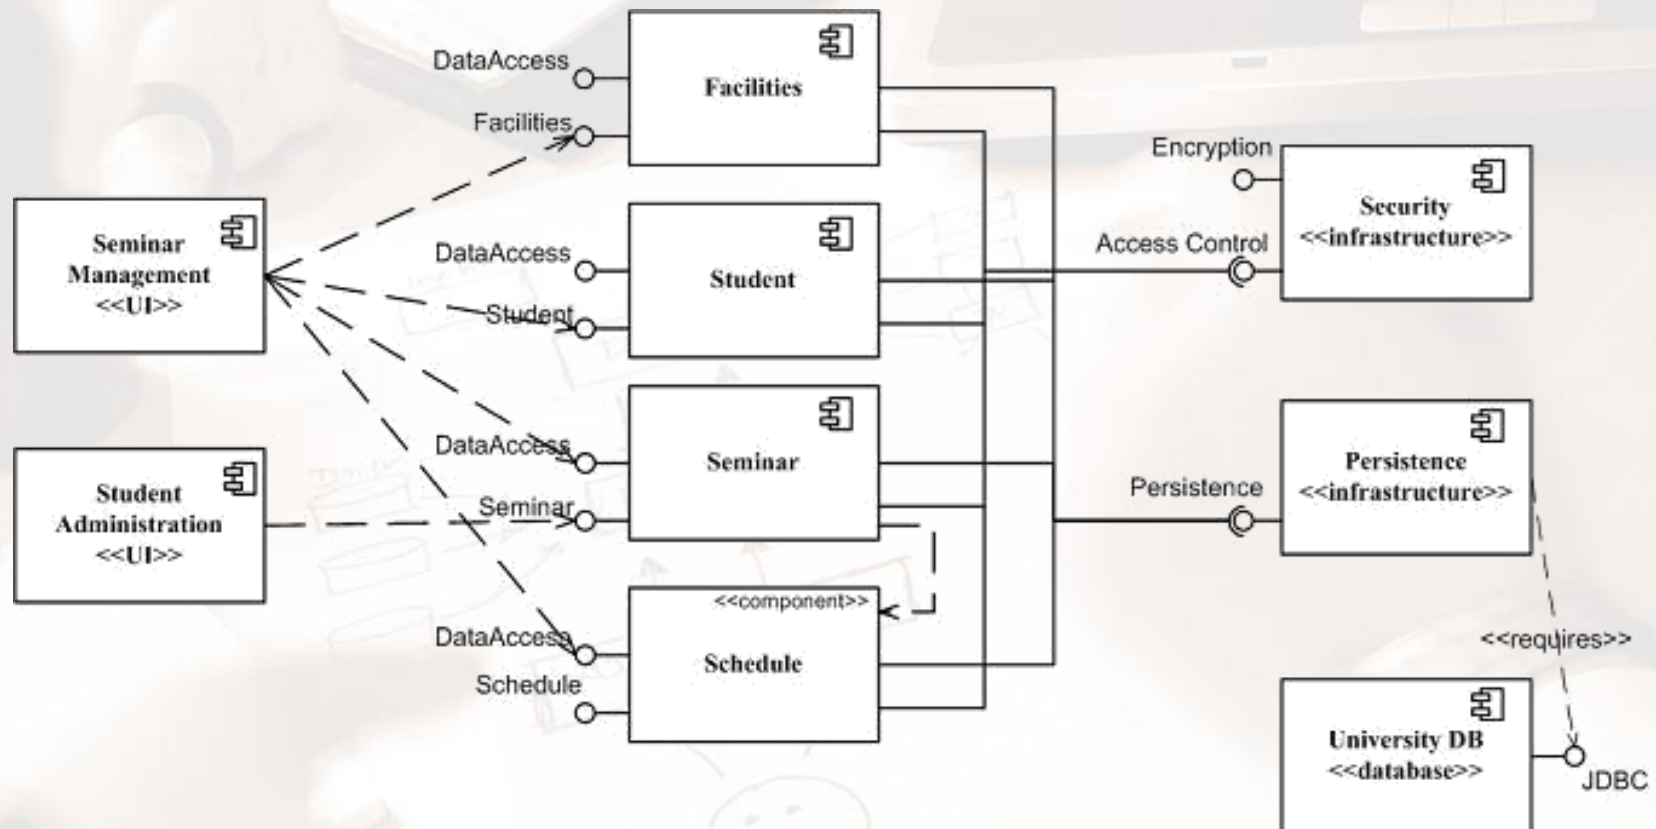 DataAccess
Facilities
Facilities
Seminar
Management
<<UI>>
DataAccess
Student
Student
Student
Administration
<<UI>>
DataAccess
Seminar
Seminar
DataAccess
Schedule
<<component>>
Schedule
Encryption
Access Control
Security
<<infrastructure>>
Persistence
Persistence
<<infrastructure>>
<<requires>>
University DB
<<database>>
JDBC